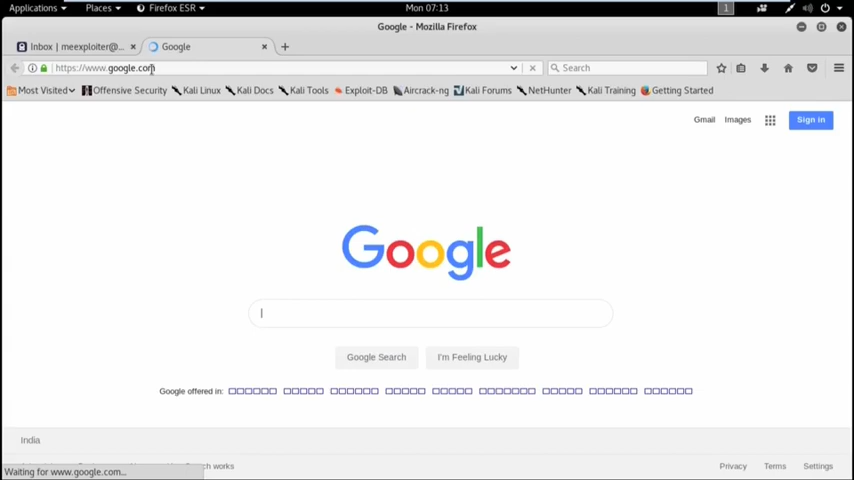 Applications Places Firefox ESR Mon 07:13 1
Google - Mozilla Firefox
Inbox | meexploiter@... Google
https://www.google.com Search
Most Visited Offensive Security Kali Linux Kali Docs Kali Tools Exploit-DB Aircrack-ng Kali Forums NetHunter Kali Training Getting Started
Gmail Images Sign in
Google
Google Search I'm Feeling Lucky
Google offered in:
India
Waiting for www.google.com... rch works Privacy Terms Settings